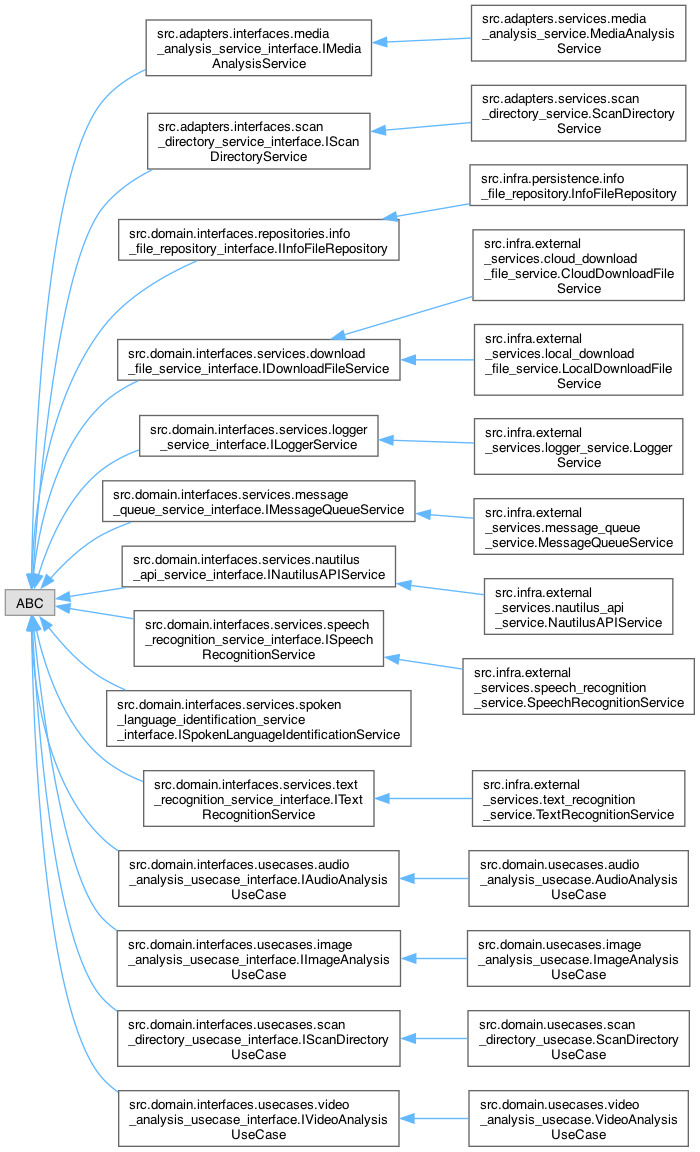 ABC
src.adapters.interfaces.media
_analysis_service_interface.IMedia
AnalysisService
src.adapters.services.media
_analysis_service.MediaAnalysis
Service
src.adapters.interfaces.scan
_directory_service_interface.IScan
DirectoryService
src.adapters.services.scan
_directory_service.ScanDirectory
Service
src.domain.interfaces.repositories.info
_file_repository_interface.IInfoFileRepository
src.infra.persistence.info
_file_repository.InfoFileRepository
src.domain.interfaces.services.download
_file_service_interface.IDownloadFileService
src.infra.external
_services.cloud_download
_file_service.CloudDownloadFile
Service
src.infra.external
_services.local_download
_file_service.LocalDownloadFile
Service
src.domain.interfaces.services.logger
_service_interface.ILoggerService
src.infra.external
_services.logger_service.Logger
Service
src.domain.interfaces.services.message
_queue_service_interface.IMessageQueueService
src.infra.external
_services.message_queue
_service.MessageQueueService
src.domain.interfaces.services.nautilus
_api_service_interface.INautilusAPIService
src.infra.external
_services.nautilus_api
_service.NautilusAPIService
src.domain.interfaces.services.speech
_recognition_service_interface.ISpeech
RecognitionService
src.infra.external
_services.speech_recognition
_service.SpeechRecognitionService
src.domain.interfaces.services.spoken
_language_identification_service
_interface.ISpokenLanguageIdentificationService
src.domain.interfaces.services.text
_recognition_service_interface.IText
RecognitionService
src.infra.external
_services.text_recognition
_service.TextRecognitionService
src.domain.interfaces.usecases.audio
_analysis_usecase_interface.IAudioAnalysis
UseCase
src.domain.usecases.audio
_analysis_usecase.AudioAnalysis
UseCase
src.domain.interfaces.usecases.image
_analysis_usecase_interface.IImageAnalysis
UseCase
src.domain.usecases.image
_analysis_usecase.ImageAnalysis
UseCase
src.domain.interfaces.usecases.scan
_directory_usecase_interface.IScanDirectory
UseCase
src.domain.usecases.scan
_directory_usecase.ScanDirectory
UseCase
src.domain.interfaces.usecases.video
_analysis_usecase_interface.IVideoAnalysis
UseCase
src.domain.usecases.video
_analysis_usecase.VideoAnalysis
UseCase